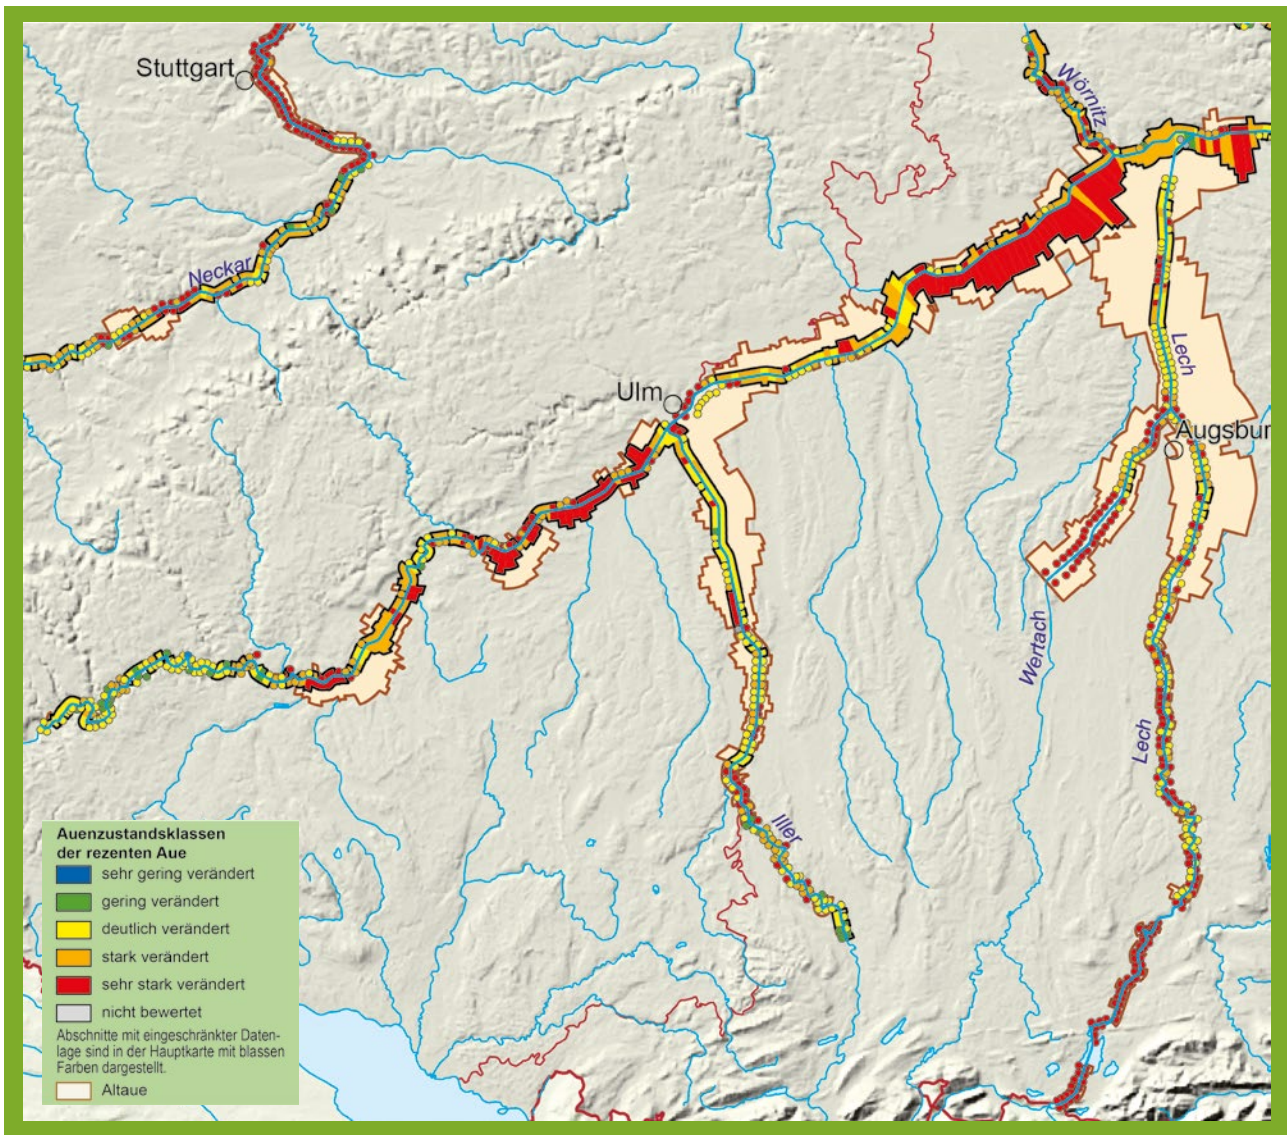 Stuttgart
Wörnitz
Neckar
Lech
Ulm
Augsbur
Wertach
Lech
Iller
Auenzustandsklassen
der rezenten Aue
sehr gering verändert
gering verändert
deutlich verändert
stark verändert
sehr stark verändert
nicht bewertet
Abschnitte mit eingeschränkter Daten-
lage sind in der Hauptkarte mit blassen
Farben dargestellt.
Altaue